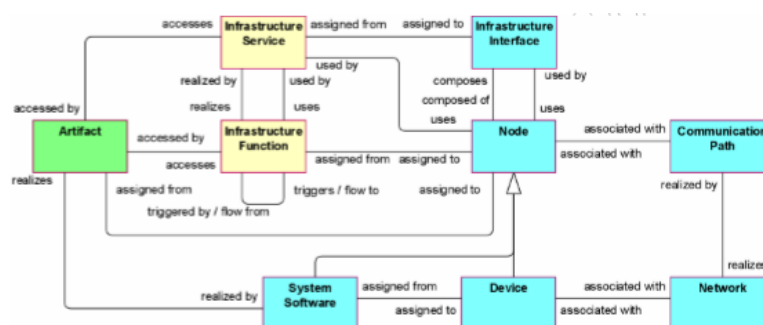 accesses
Infrastructure
Service
assigned from
assigned to
Infrastructure
Interface
realized by
used by
used by
composes
used by
realizes
uses
composed of
uses
uses
accessed by
Artifact
accessed by
accesses
Infrastructure
Function
assigned from
assigned to
Node
associated with
associated with
Communication
Path
realizes
assigned from
triggers / flow to
triggered by / flow from
assigned to
realized by
realizes
realized by
System
Software
assigned from
assigned to
Device
associated with
associated with
Network